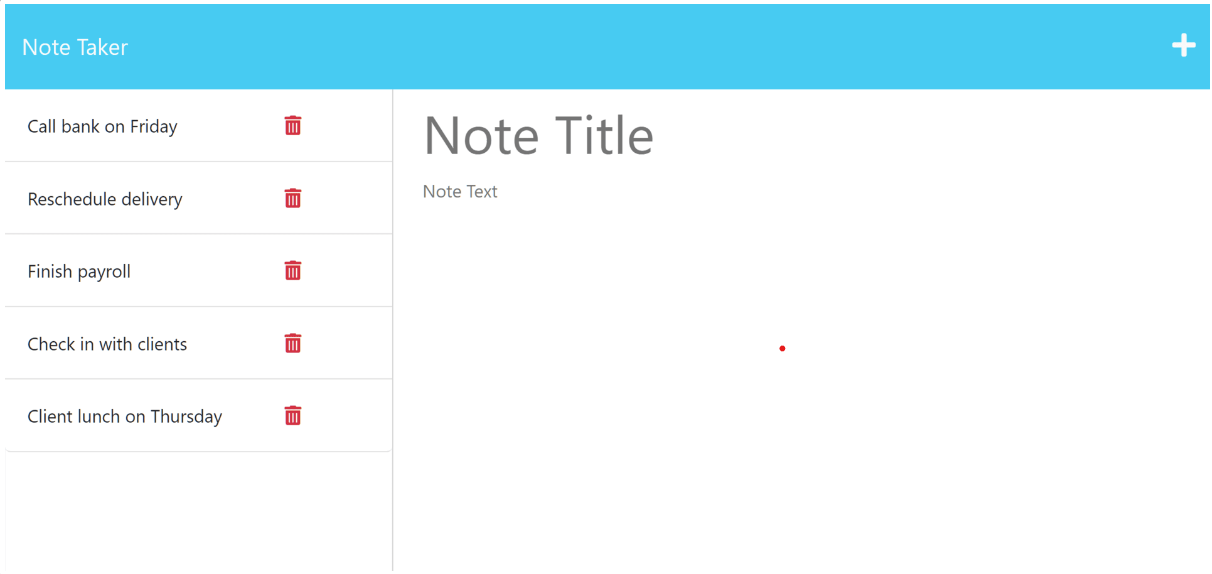 Note Taker
Call bank on Friday
Reschedule delivery
Finish payroll
Check in with clients
Client lunch on Thursday
Note Title
Note Text